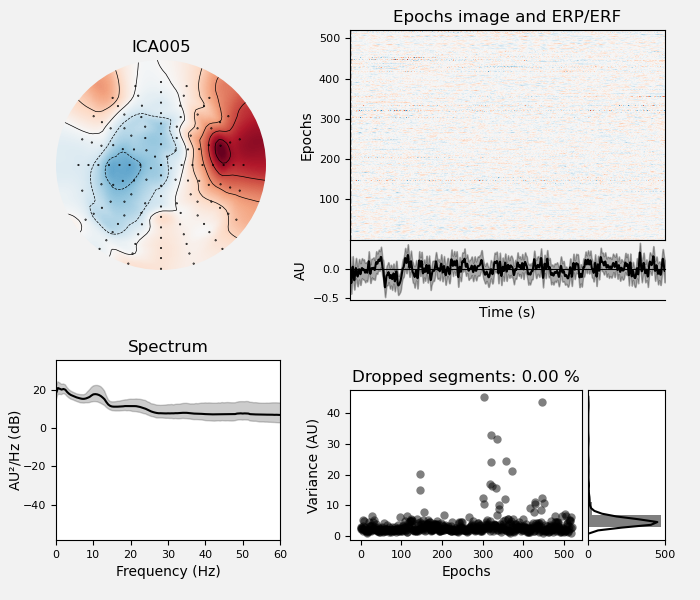 ICA005
Epochs image and ERP/ERF
500
400
300
200
100
Epochs
0.0
−0.5
AU
Time (s)
Spectrum
20
0
−20
−40
AU²/Hz (dB)
0 10 20 30 40 50 60
Frequency (Hz)
Dropped segments: 0.00 %
40
30
20
10
0
Variance (AU)
0 100 200 300 400 500
Epochs
0 500